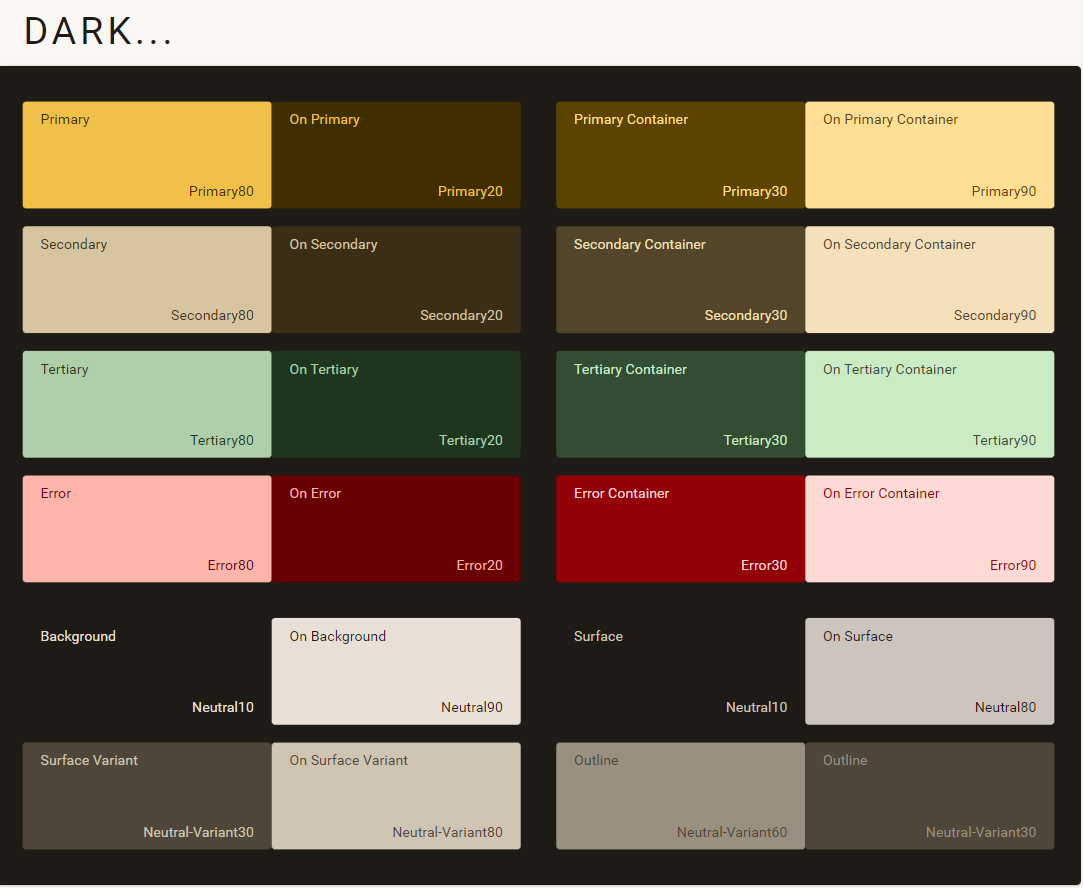 DARK...
Primary
On Primary
Primary Container
On Primary Container
Primary80
Primary20
Primary30
Primary90
Secondary
On Secondary
Secondary Container
On Secondary Container
Secondary80
Secondary20
Secondary30
Secondary90
Tertiary
On Tertiary
Tertiary Container
On Tertiary Container
Tertiary80
Tertiary20
Tertiary30
Tertiary90
Error
On Error
Error Container
On Error Container
Error80
Error20
Error30
Error90
Background
On Background
Surface
On Surface
Neutral10
Neutral90
Neutral10
Neutral80
Surface Variant
On Surface Variant
Outline
Outline
Neutral-Variant30
Neutral-Variant80
Neutral-Variant60
Neutral-Variant30